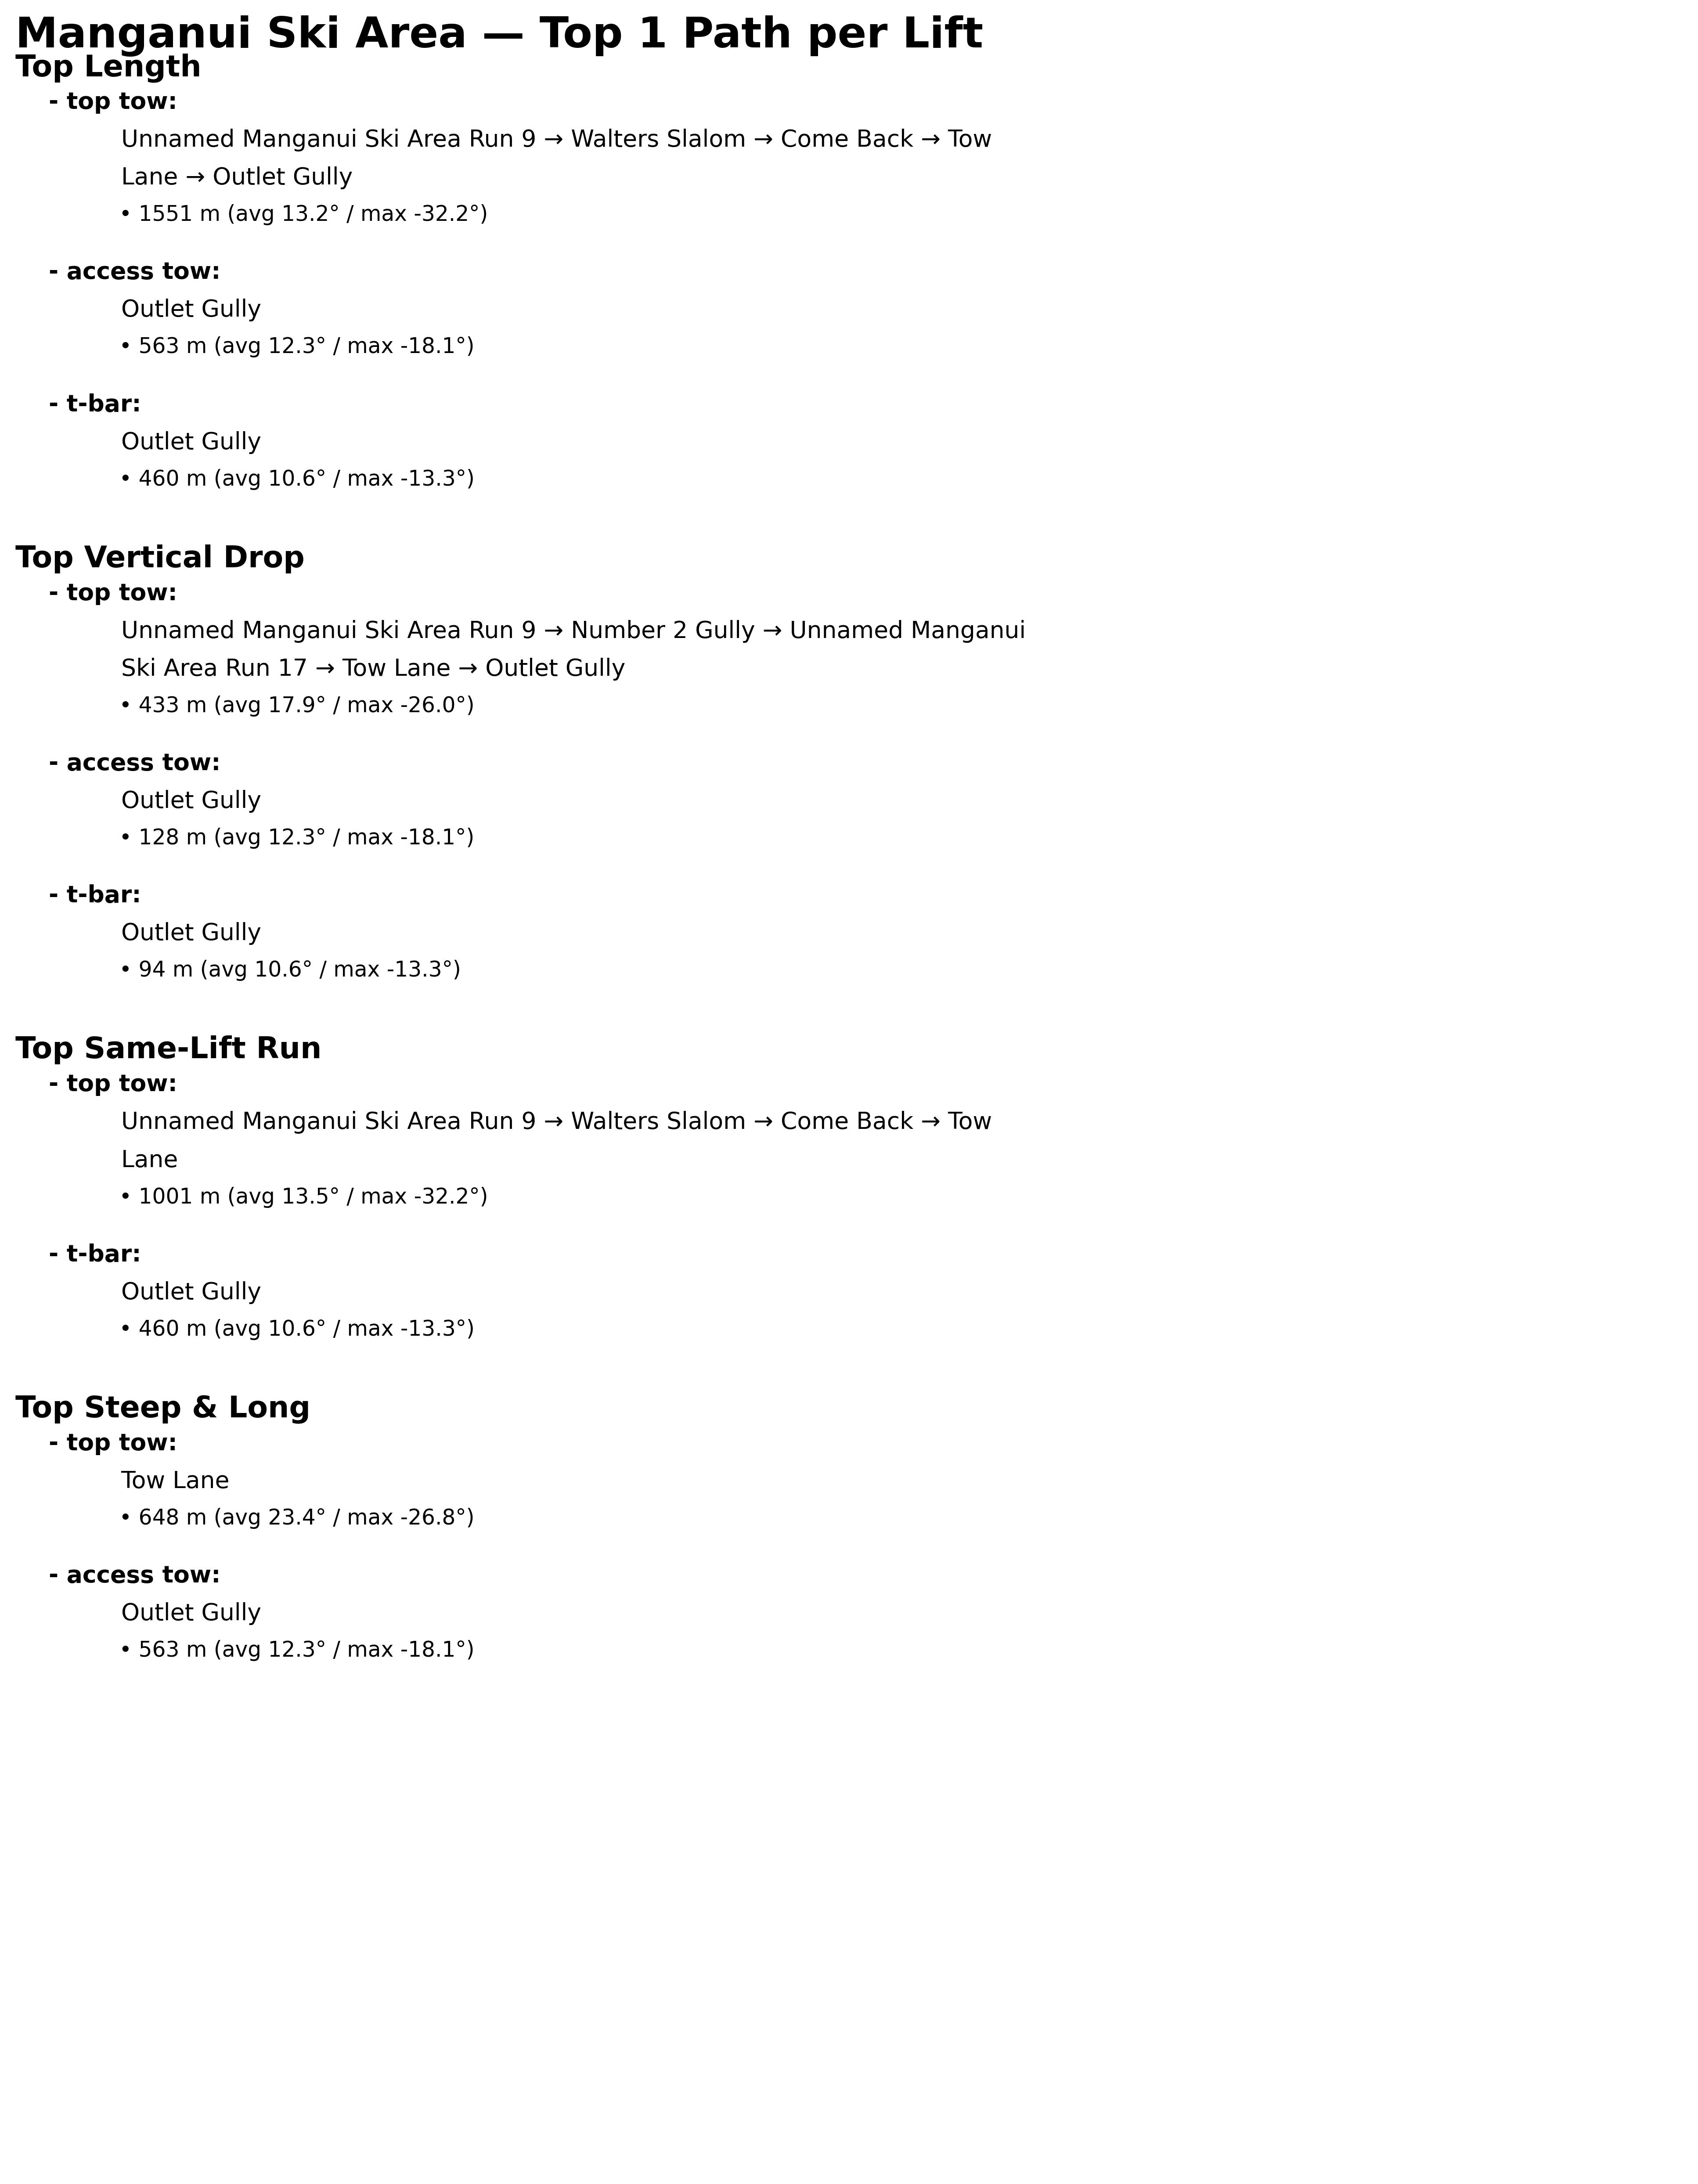 Manganui Ski Area — Top 1 Path per Lift
Top Length
- top tow:
Unnamed Manganui Ski Area Run 9 → Walters Slalom → Come Back → Tow
Lane → Outlet Gully
• 1551 m (avg 13.2° / max -32.2°)
- access tow:
Outlet Gully
• 563 m (avg 12.3° / max -18.1°)
- t-bar:
Outlet Gully
• 460 m (avg 10.6° / max -13.3°)
Top Vertical Drop
- top tow:
Unnamed Manganui Ski Area Run 9 → Number 2 Gully → Unnamed Manganui
Ski Area Run 17 → Tow Lane → Outlet Gully
• 433 m (avg 17.9° / max -26.0°)
- access tow:
Outlet Gully
• 128 m (avg 12.3° / max -18.1°)
- t-bar:
Outlet Gully
• 94 m (avg 10.6° / max -13.3°)
Top Same-Lift Run
- top tow:
Unnamed Manganui Ski Area Run 9 → Walters Slalom → Come Back → Tow
Lane
• 1001 m (avg 13.5° / max -32.2°)
- t-bar:
Outlet Gully
• 460 m (avg 10.6° / max -13.3°)
Top Steep & Long
- top tow:
Tow Lane
• 648 m (avg 23.4° / max -26.8°)
- access tow:
Outlet Gully
• 563 m (avg 12.3° / max -18.1°)